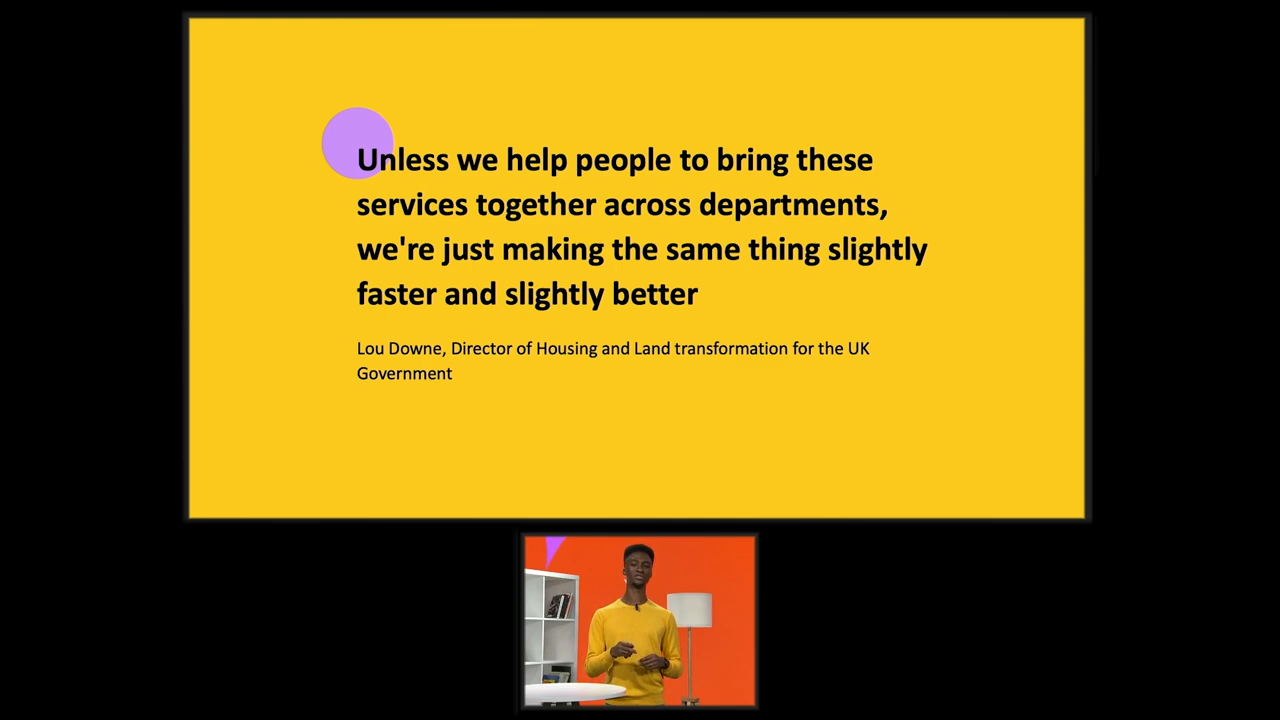 Unless we help people to bring these
services together across departments,
we're just making the same thing slightly
faster and slightly better
Lou Downe, Director of Housing and Land transformation for the UK
Government